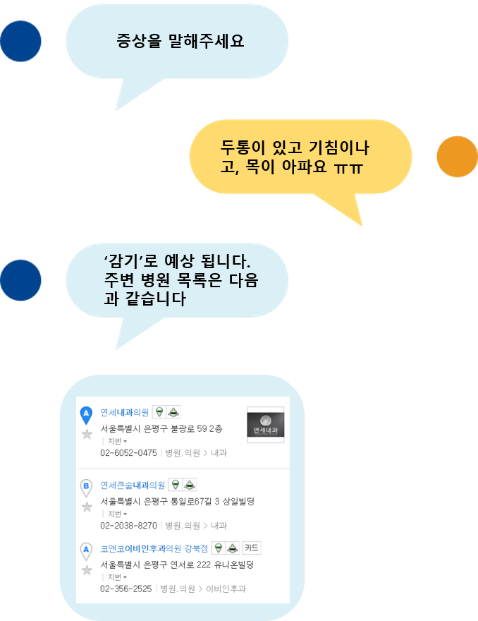 증상을 말해주세요
두통이 있고 기침이나
고, 목이 아파요 ㅠㅠ
‘감기’로 예상 됩니다.
주변 병원 목록은 다음
과 같습니다
A 연세내과의원
서울특별시 은평구 불광로 59 2층
지번
02-6052-0475 병원,의원 > 내과
연세내과
B 연세큰숲내과의원
서울특별시 은평구 통일로67길 3 상일빌딩
지번
02-2038-8270 병원,의원 > 내과
A 코앤코이비인후과의원 강북점 카드
서울특별시 은평구 연서로 222 유니온빌딩
지번
02-356-2525 병원,의원 > 이비인후과